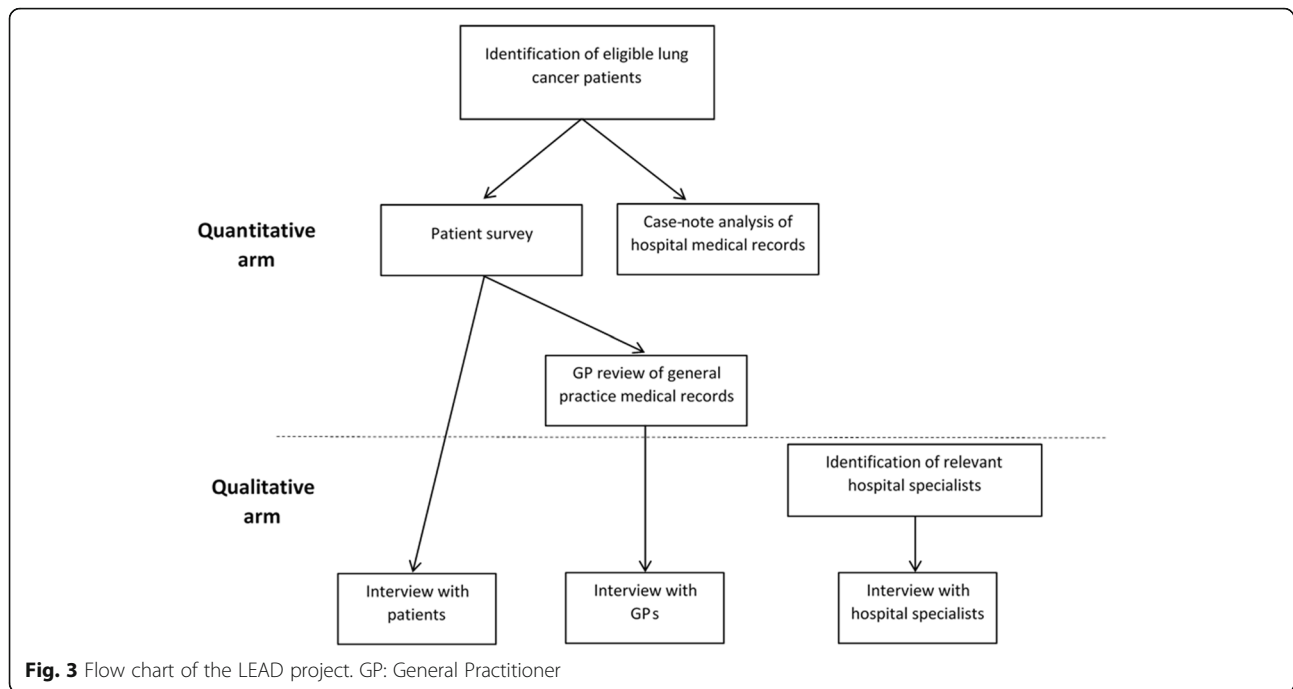 Identification of eligible lung
cancer patients
Quantitative
arm
Patient survey
Case-note analysis of
hospital medical records
GP review of general
practice medical records
Qualitative
arm
Identification of relevant
hospital specialists
Interview with
patients
Interview with
GPs
Interview with
hospital specialists
Fig. 3 Flow chart of the LEAD project. GP: General Practitioner